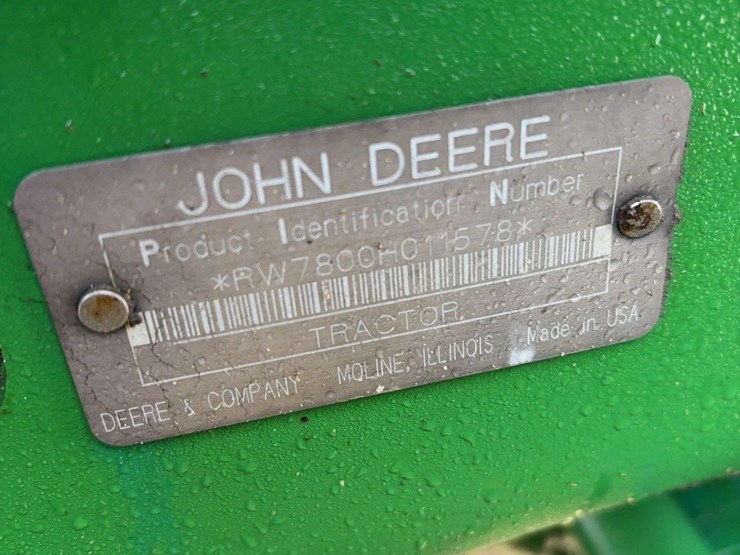 JOHN DEERE
Product Identification Number
*RW7800H011578*
TRACTOR
DEERE & COMPANY MOLINE, ILLINOIS Made in USA